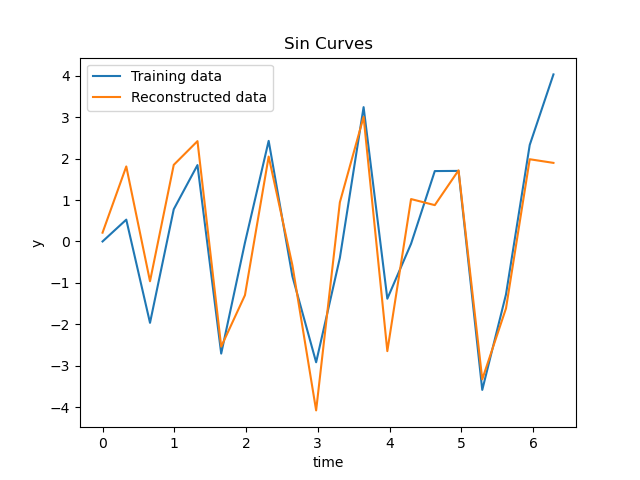 Sin Curves
Training data
Reconstructed data
4
3
2
1
0
−1
−2
−3
−4
y
0 1 2 3 4 5 6
time